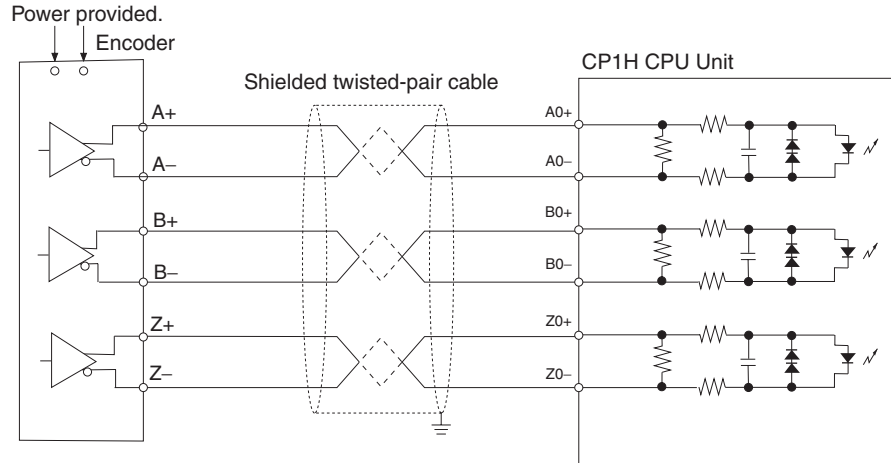 Power provided.
Encoder
CP1H CPU Unit
Shielded twisted-pair cable
A+
A0+
A−
A0−
B+
B0+
B−
B0−
Z+
Z0+
Z−
Z0−